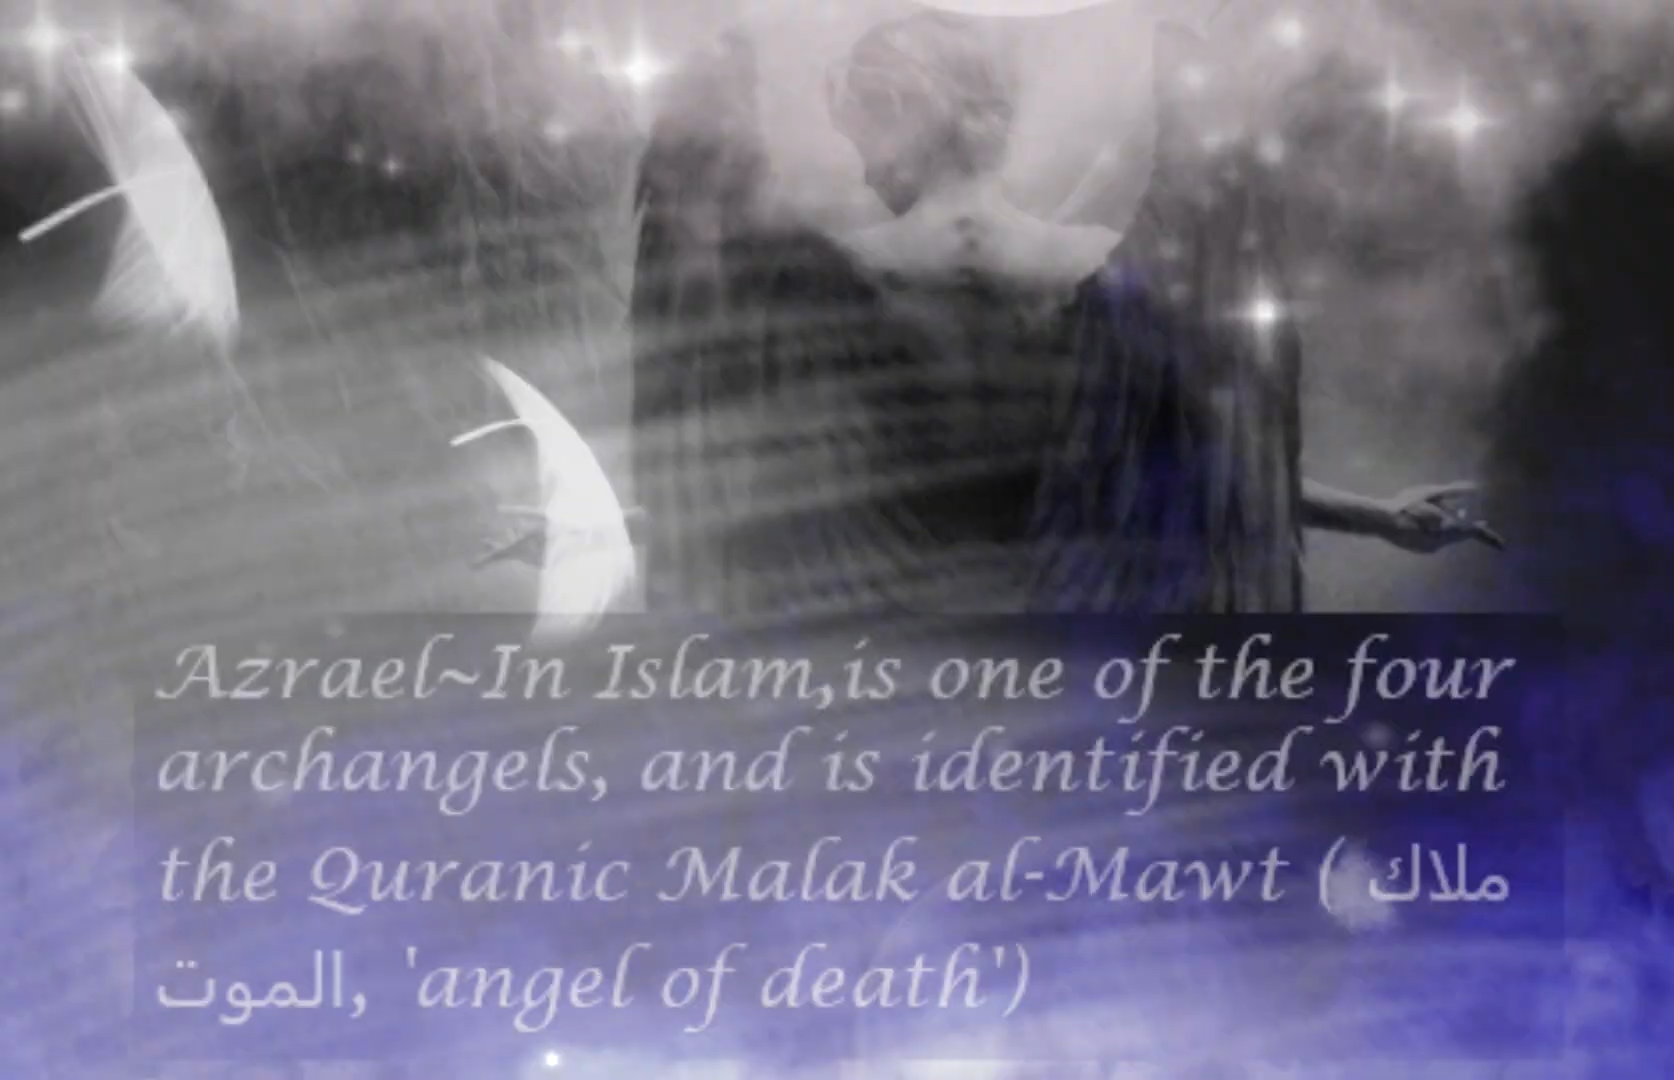 Azrael~In Islam,is one of the four
archangels, and is identified with
the Quranic Malak al-Mawt ( ملاك
الموت, 'angel of death')